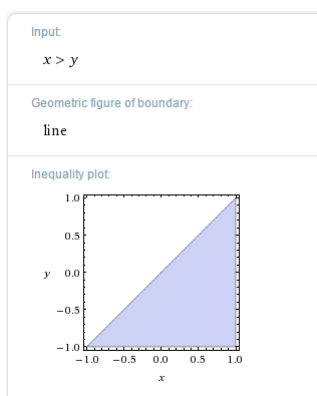 Input:
x > y
Geometric figure of boundary:
line
Inequality plot:
1.0
0.5
y 0.0
−0.5
−1.0
−1.0 −0.5 0.0 0.5 1.0
x